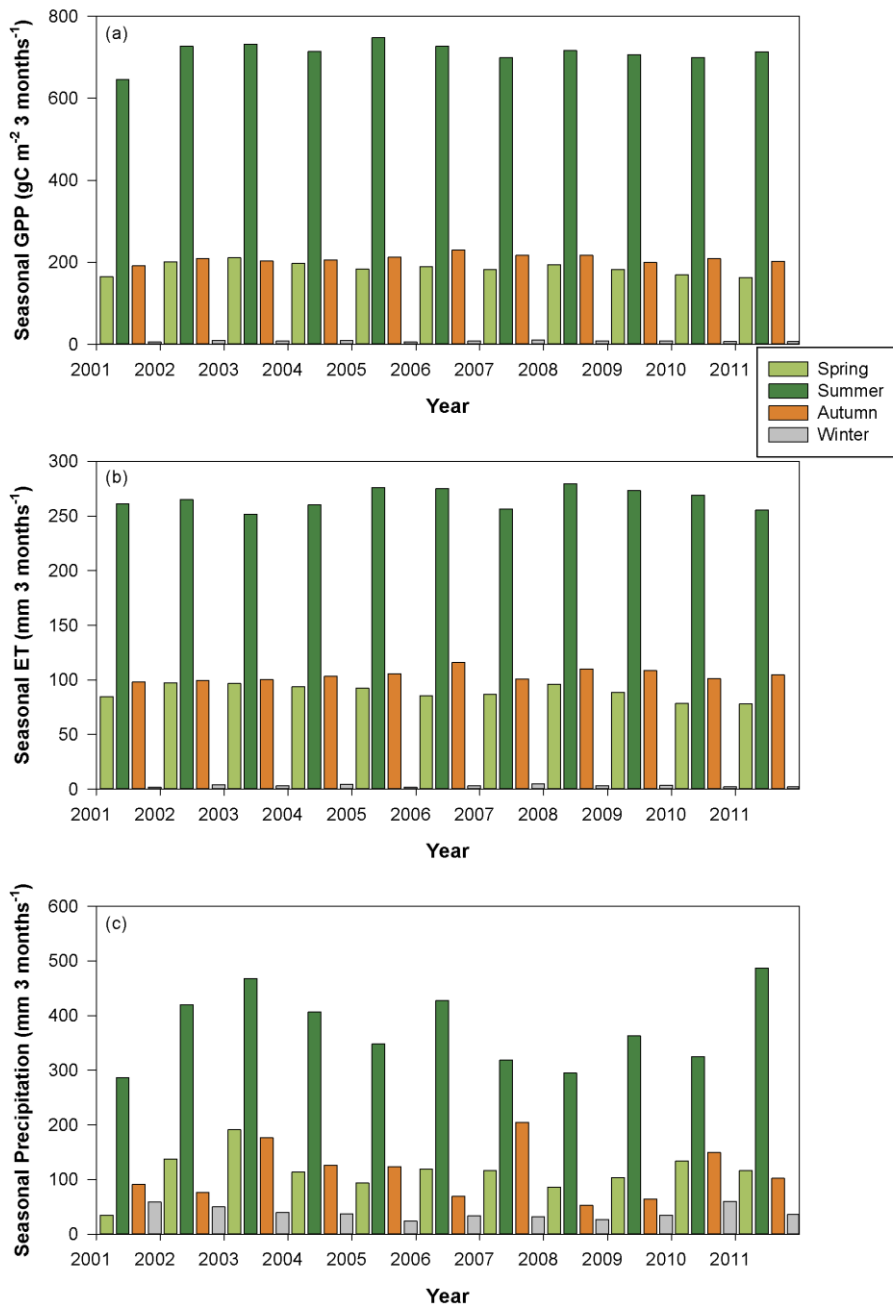 (a)
Seasonal GPP (gC m-2 3 months-1)
800
600
400
200
0
2001 2002 2003 2004 2005 2006 2007 2008 2009 2010 2011
Year
Spring
Summer
Autumn
Winter
(b)
Seasonal ET (mm 3 months-1)
300
250
200
150
100
50
0
2001 2002 2003 2004 2005 2006 2007 2008 2009 2010 2011
Year
(c)
Seasonal Precipitation (mm 3 months-1)
600
500
400
300
200
100
0
2001 2002 2003 2004 2005 2006 2007 2008 2009 2010 2011
Year